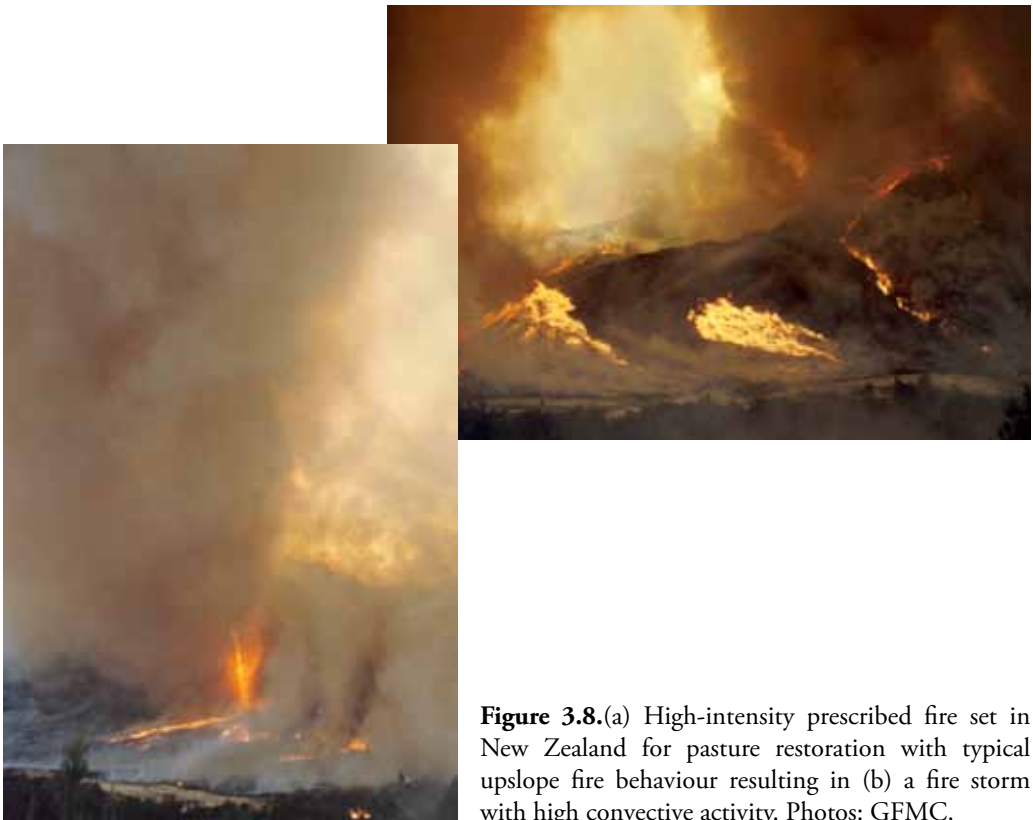 Figure 3.8.(a) High-intensity prescribed fire set in
New Zealand for pasture restoration with typical
upslope fire behaviour resulting in (b) a fire storm
with high convective activity. Photos: GFMC.